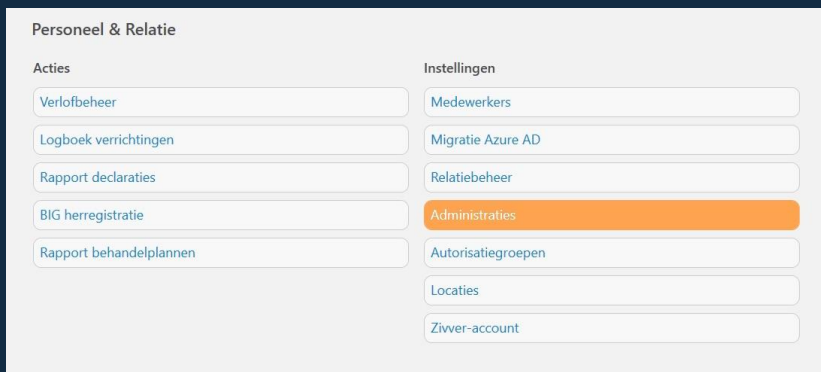 Personeel & Relatie
Acties
Verlofbeheer
Logboek verrichtingen
Rapport declaraties
BIG herregistratie
Rapport behandelplannen
Instellingen
Medewerkers
Migratie Azure AD
Relatiebeheer
Administraties
Autorisatiegroepen
Locaties
Zivver-account